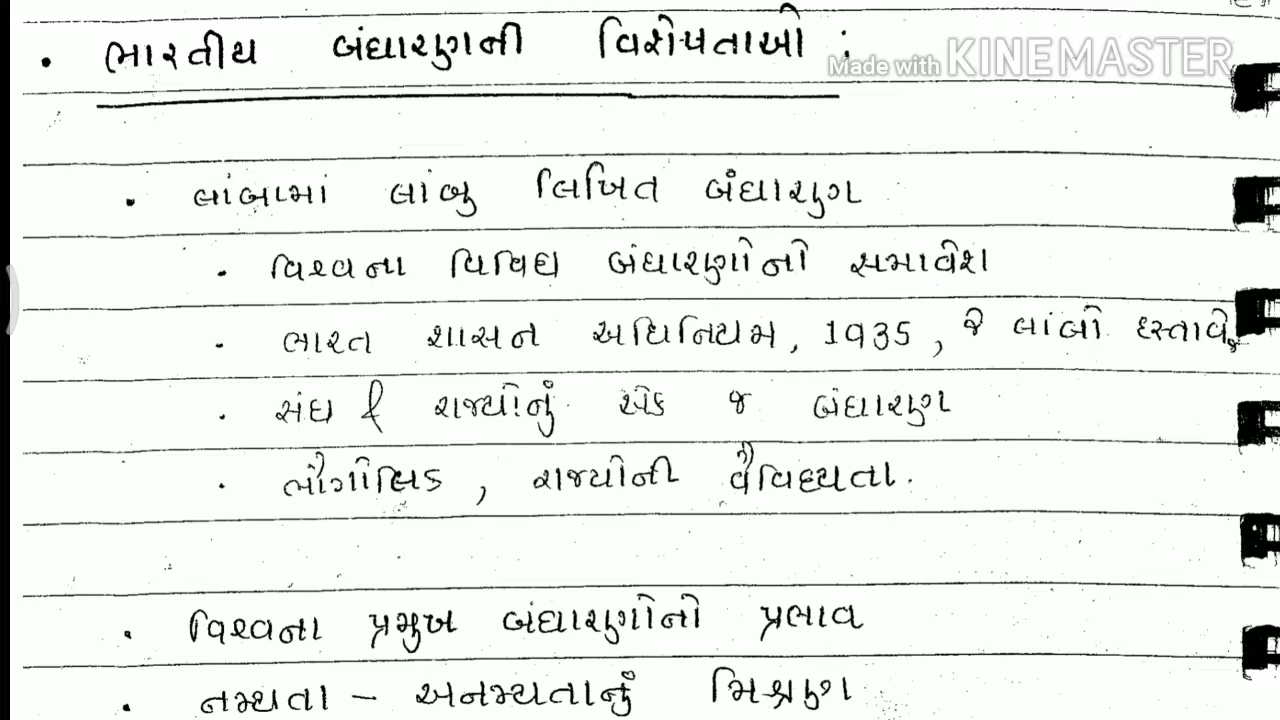 • ભારતીય બંધારણની વિશેષતાઓ :
Made with KINEMASTER
• લાંબામાં લાંબુ લિખિત બંધારણ
• વિશ્વના વિવિધ બંધારણોનો સમાવેશ
• ભારત શાસન અધિનિયમ, 1935, જે લાંબો દસ્તાવેજ
• સંઘ & રાજ્યોનું એક જ બંધારણ
• ભૌગોલિક, રાજ્યોની વૈવિધ્યતા.
• વિશ્વના પ્રમુખ બંધારણોનો પ્રભાવ
• નમ્યતા – અનમ્યતાનું મિશ્રણ